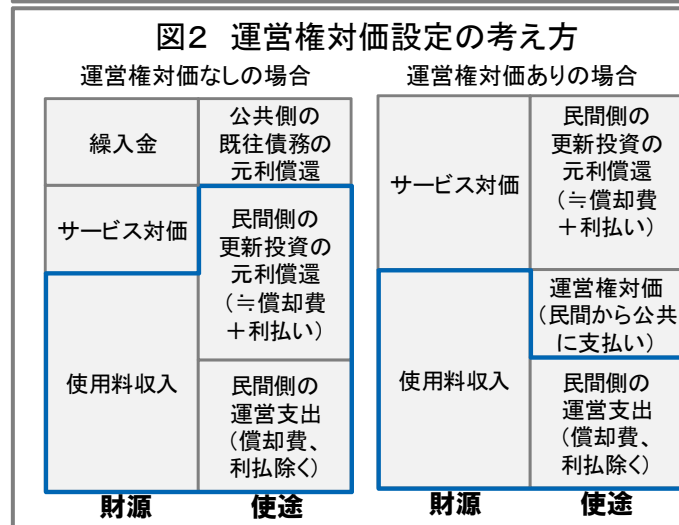 図２ 運営権対価設定の考え方
運営権対価なしの場合
繰入金
公共側の
既往債務の
元利償還
サービス対価
民間側の
更新投資の
元利償還
（≒償却費
＋利払い）
使用料収入
民間側の
運営支出
（償却費、
利払除く）
財源
使途
運営権対価ありの場合
サービス対価
民間側の
更新投資の
元利償還
（≒償却費
＋利払い）
運営権対価
（民間から公共
に支払い）
使用料収入
民間側の
運営支出
（償却費、
利払除く）
財源
使途